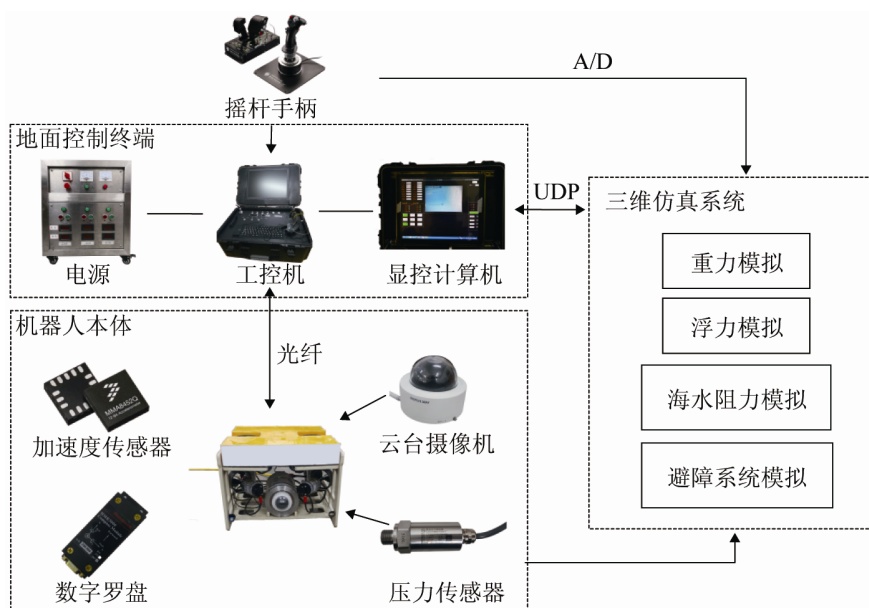 A/D
摇杆手柄
地面控制终端
UDP
三维仿真系统
电源
工控机
显控计算机
重力模拟
浮力模拟
海水阻力模拟
避障系统模拟
机器人本体
光纤
MMA8452Q
加速度传感器
云台摄像机
数字罗盘
压力传感器